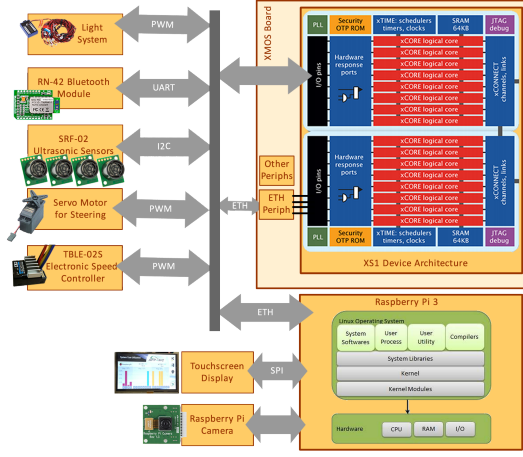 Light
System
PWM
RN-42 Bluetooth
Module
UART
SRF-02
Ultrasonic Sensors
I2C
Servo Motor
for Steering
PWM
TBLE-02S
Electronic Speed
Controller
PWM
ETH
ETH
XMOS Board
Other
Periphs
ETH
Periph
PLL
Security
OTP ROM
xTIME: schedulers
timers, clocks
SRAM
64KB
JTAG
debug
I/O pins
Hardware
response
ports
xCORE logical core
xCORE logical core
xCORE logical core
xCORE logical core
xCORE logical core
xCORE logical core
xCORE logical core
xCORE logical core
xCONNECT
channels, links
I/O pins
Hardware
response
ports
xCORE logical core
xCORE logical core
xCORE logical core
xCORE logical core
xCORE logical core
xCORE logical core
xCORE logical core
xCORE logical core
xCONNECT
channels, links
PLL
Security
OTP ROM
xTIME: schedulers
timers, clocks
SRAM
64KB
JTAG
debug
XS1 Device Architecture
Raspberry Pi 3
Linux Operating System
System
Softwares
User
Process
User
Utility
Compilers
System Libraries
Kernel
Kernel Modules
Hardware
CPU
RAM
I/O
Touchscreen
Display
SPI
Raspberry Pi
Camera